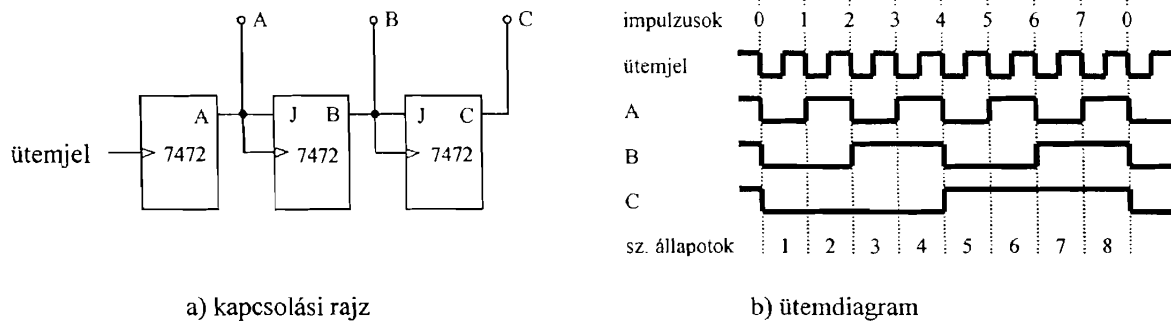 A B C
A J B J C
ütemjel 7472 7472 7472
a) kapcsolási rajz
impulzusok 0 1 2 3 4 5 6 7 0
ütemjel
A
B
C
sz. állapotok 1 2 3 4 5 6 7 8
b) ütemdiagram